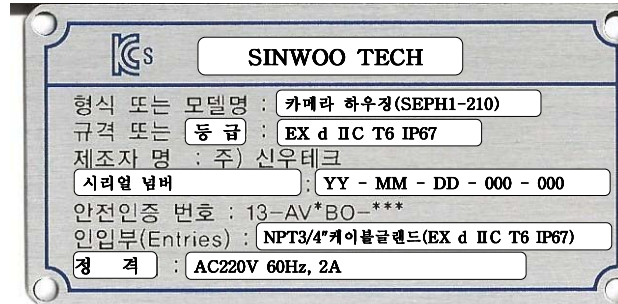 KCs SINWOO TECH
형식 또는 모델명 : 카메라 하우징(SEPH1-210)
규격 또는 등 급 : EX d ⅡC T6 IP67
제조자 명 : 주) 신우테크
시리얼 넘버 : YY - MM - DD - 000 - 000
안전인증 번호 : 13-AV*BO-***
인입부(Entries) : NPT3/4"케이블글랜드(EX d ⅡC T6 IP67)
정 격 : AC220V 60Hz, 2A